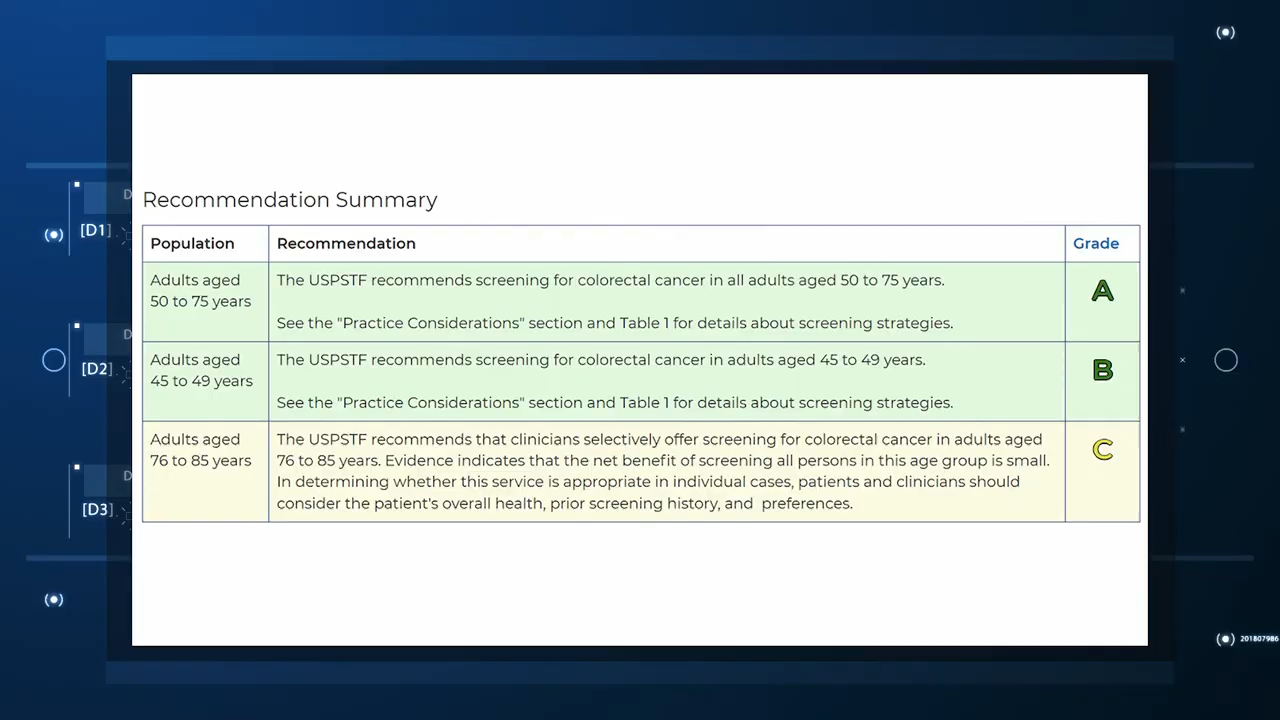 Recommendation Summary
Population Recommendation Grade
Adults aged
50 to 75 years
The USPSTF recommends screening for colorectal cancer in all adults aged 50 to 75 years.
See the "Practice Considerations" section and Table 1 for details about screening strategies.
A
Adults aged
45 to 49 years
The USPSTF recommends screening for colorectal cancer in adults aged 45 to 49 years.
See the "Practice Considerations" section and Table 1 for details about screening strategies.
B
Adults aged
76 to 85 years
The USPSTF recommends that clinicians selectively offer screening for colorectal cancer in adults aged
76 to 85 years. Evidence indicates that the net benefit of screening all persons in this age group is small.
In determining whether this service is appropriate in individual cases, patients and clinicians should
consider the patient's overall health, prior screening history, and preferences.
C
D
[D1]
D
[D2]
D
[D3]
201807986